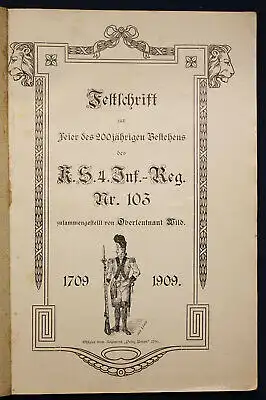 Festschrift
zur
Feier des 200jährigen Bestehens
des
K.S. 4. Inf.-Reg.
Nr. 103
zusammengestellt von Oberleutnant Wild.
1709 1909.